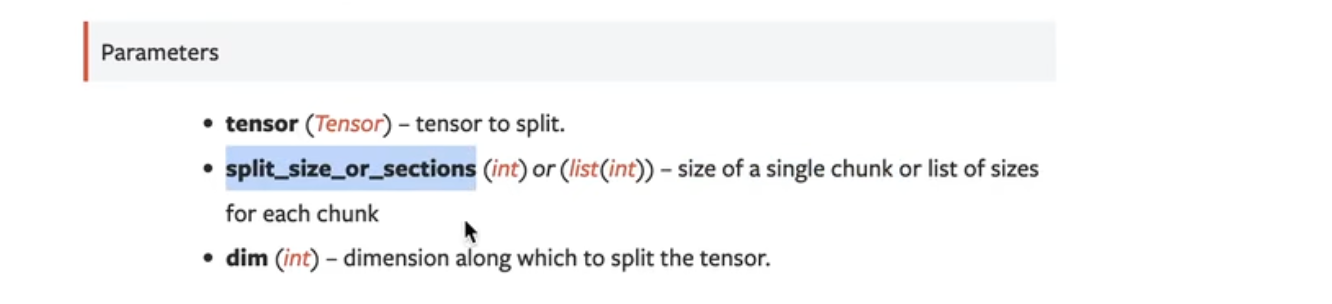 Parameters
• tensor (Tensor) – tensor to split.
• split_size_or_sections (int) or (list(int)) – size of a single chunk or list of sizes
for each chunk
• dim (int) – dimension along which to split the tensor.